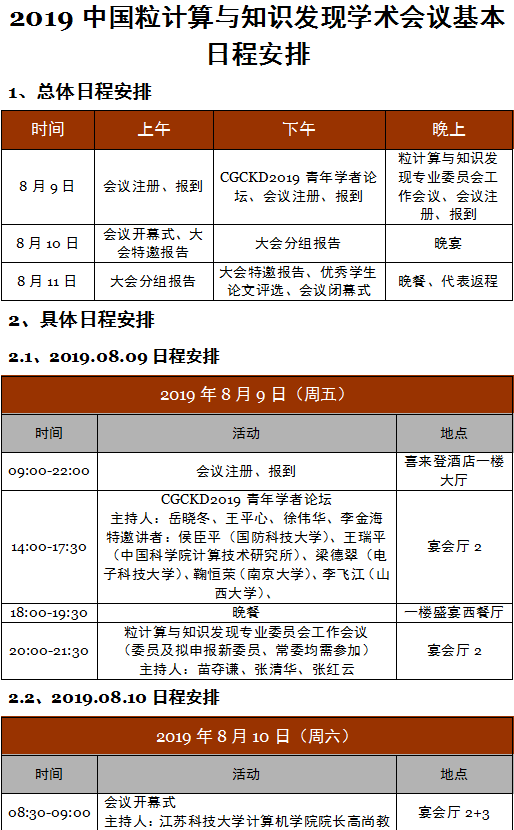 2019 中国粒计算与知识发现学术会议基本
日程安排
1、总体日程安排
时间 上午 下午 晚上
8 月 9 日 会议注册、报到 CGCKD2019 青年学者论
坛、会议注册、报到 粒计算与知识发
现专业委员会工
作会议、会议注
册、报到
8 月 10 日 会议开幕式、大
会特邀报告 大会分组报告 晚宴
8 月 11 日 大会分组报告 大会特邀报告、优秀学生
论文评选、会议闭幕式 晚餐、代表返程
2、具体日程安排
2.1、2019.08.09 日程安排
2019 年 8 月 9 日（周五）
时间 活动 地点
09:00-22:00 会议注册、报到 喜来登酒店一楼
大厅
14:00-17:30 CGCKD2019 青年学者论坛
主持人：岳晓冬、王平心、徐伟华、李金海
特邀讲者：侯臣平（国防科技大学）、王瑞平
（中国科学院计算技术研究所）、梁德翠（电
子科技大学）、鞠恒荣（南京大学）、李飞江（山
西大学）、
宴会厅 2
18:00-19:30 晚餐 一楼盛宴西餐厅
20:00-21:30 粒计算与知识发现专业委员会工作会议
（委员及拟申报新委员、常委均需参加）
主持人：苗夺谦、张清华、张红云
宴会厅 2
2.2、2019.08.10 日程安排
2019 年 8 月 10 日（周六）
时间 活动 地点
08:30-09:00 会议开幕式
主持人：江苏科技大学计算机学院院长高尚教
宴会厅 2+3